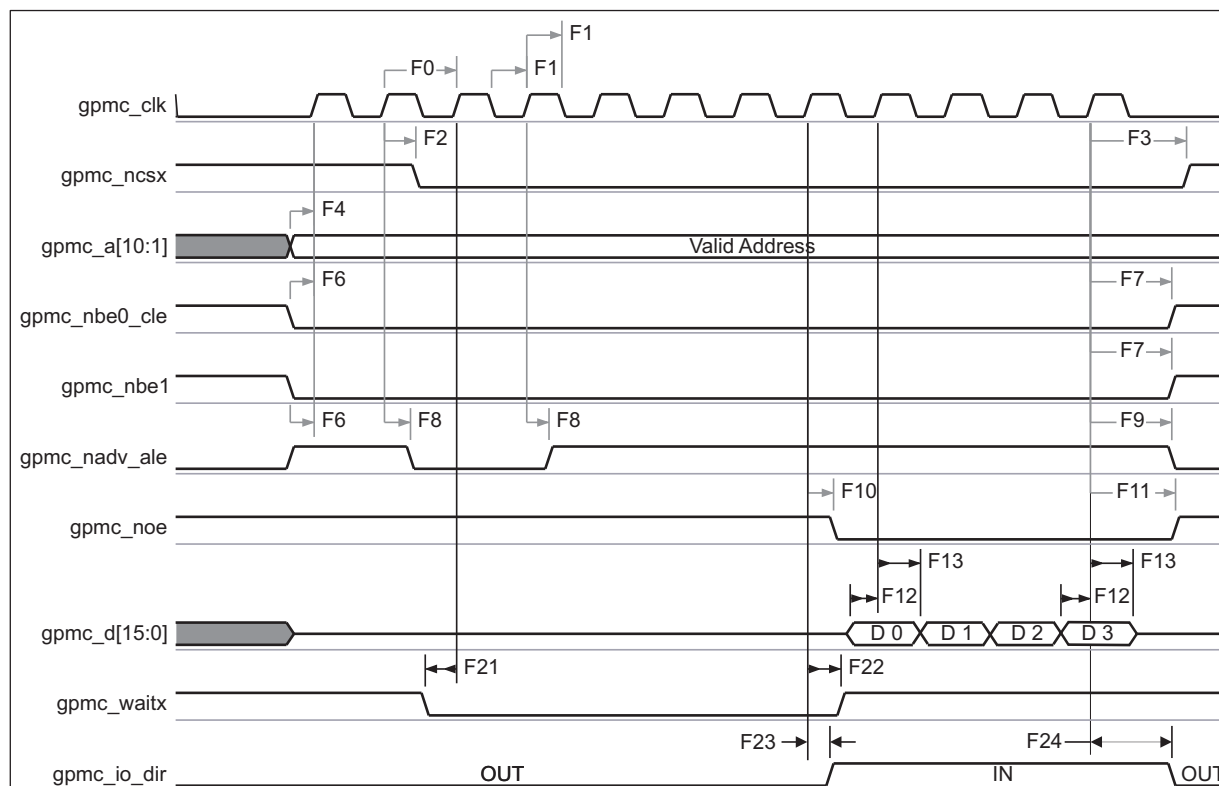 F1
F0 F1
gpmc_clk
F2 F3
gpmc_ncsx
F4
gpmc_a[10:1] Valid Address
F6 F7
gpmc_nbe0_cle
F7
gpmc_nbe1
F6 F8 F8 F9
gpmc_nadv_ale
F10 F11
gpmc_noe
F13 F13
F12 F12
gpmc_d[15:0] D 0 D 1 D 2 D 3
F21 F22
gpmc_waitx
F23 F24
gpmc_io_dir OUT IN OUT